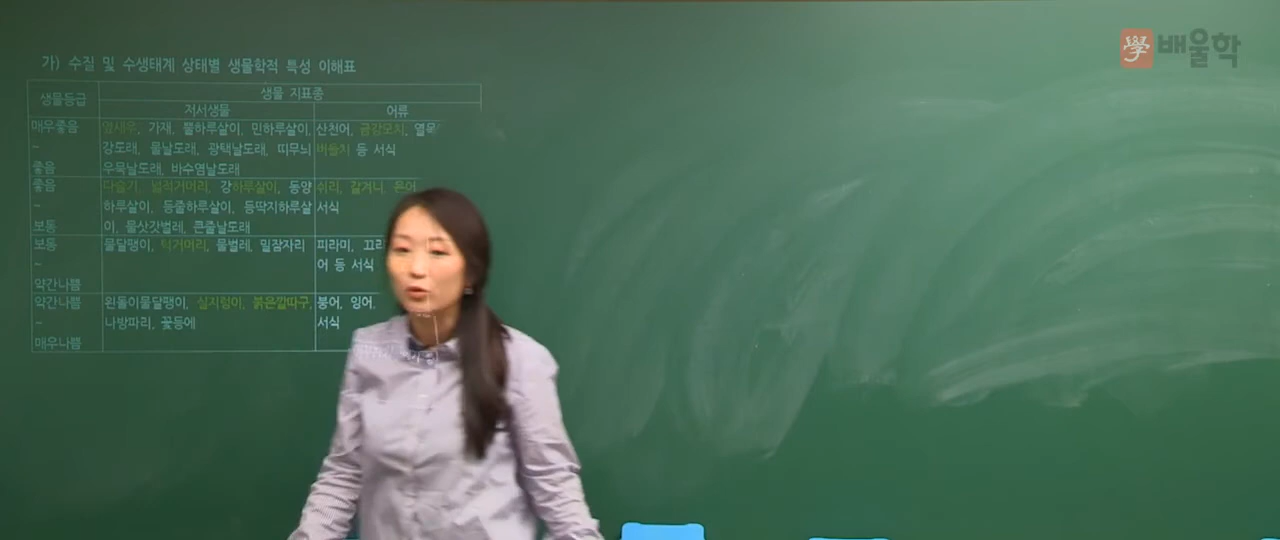 學 배울학
가) 수질 및 수생태계 상태별 생물학적 특성 이해표
생물등급 생물 지표종
저서생물 어류
매우좋음 옆새우, 가재, 뿔하루살이, 민하루살이, 산천어, 금강모치, 열목
~ 강도래, 물날도래, 광택날도래, 띠무늬 버들치 등 서식
좋음 우묵날도래, 바수염날도래
좋음 다슬기, 넓적거머리, 강하루살이, 동양 쉬리, 갈겨니, 은어
~ 하루살이, 등줄하루살이, 등딱지하루살 서식
보통 이, 물삿갓벌레, 큰줄날도래
보통 물달팽이, 턱거머리, 물벌레, 밀잠자리 피라미, 끄리
~ 어 등 서식
약간나쁨
약간나쁨 왼돌이물달팽이, 실지렁이, 붉은깔따구, 붕어, 잉어,
~ 나방파리, 꽃등에 서식
매우나쁨